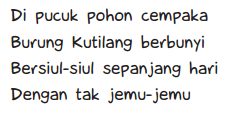 Di pucuk pohon cempaka
Burung Kutilang berbunyi
Bersiul-siul sepanjang hari
Dengan tak jemu-jemu